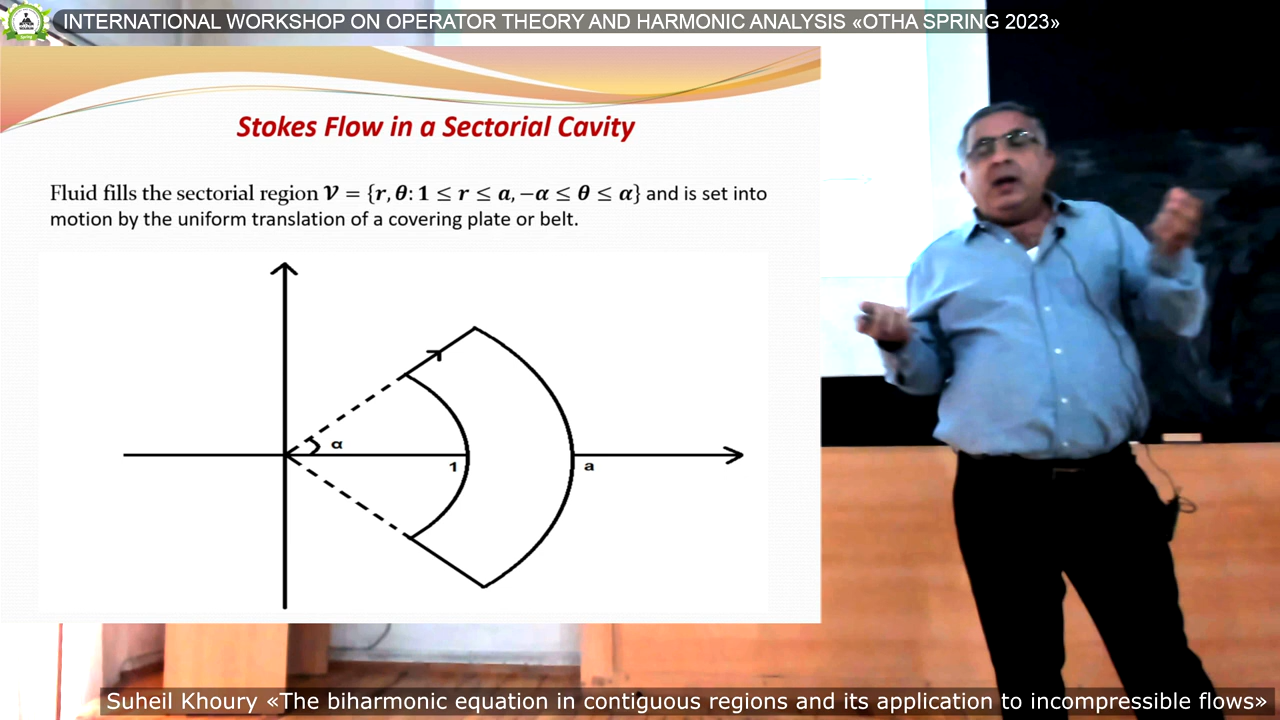 INTERNATIONAL WORKSHOP ON OPERATOR THEORY AND HARMONIC ANALYSIS «OTHA SPRING 2023»
Stokes Flow in a Sectorial Cavity
Fluid fills the sectorial region 𝒱 = {r, θ: 1 ≤ r ≤ a, −α ≤ θ ≤ α} and is set into
motion by the uniform translation of a covering plate or belt.
α
1
a
Suheil Khoury «The biharmonic equation in contiguous regions and its application to incompressible flows»